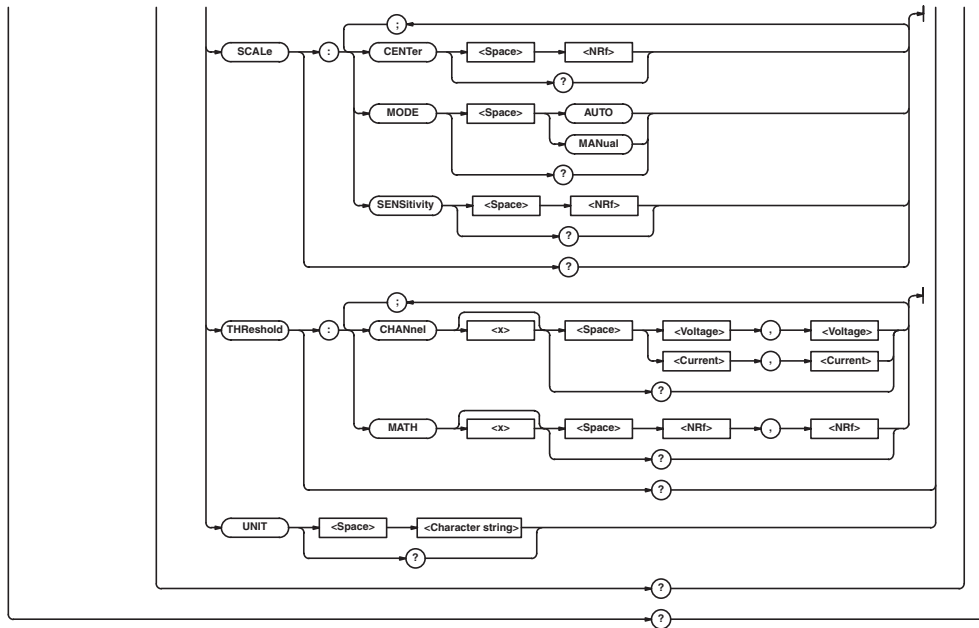 ;
SCALe : CENTer <Space> <NRf>
?
MODE <Space> AUTO
MANual
?
SENSitivity <Space> <NRf>
?
?
;
THReshold : CHANnel <x> <Space> <Voltage> , <Voltage>
<Current> , <Current>
?
MATH <x> <Space> <NRf> , <NRf>
?
?
UNIT <Space> <Character string>
?
?
?